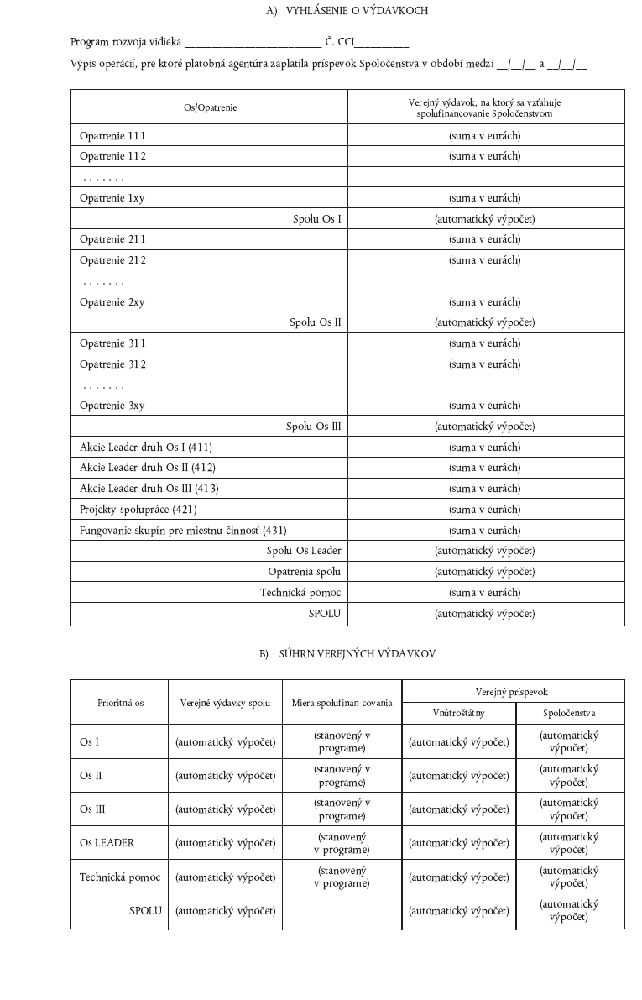 A) VYHLÁSENIE O VÝDAVKOCH
Program rozvoja vidieka _________________________ Č. CCI__________
Výpis operácií, pre ktoré platobná agentúra zaplatila príspevok Spoločenstva v období medzi __/__/__ a __/__/__
Os/Opatrenie
Verejný výdavok, na ktorý sa vzťahuje
spolufinancovanie Spoločenstvom
Opatrenie 111 (suma v eurách)
Opatrenie 112 (suma v eurách)
. . . . . . .
Opatrenie 1xy (suma v eurách)
Spolu Os I (automatický výpočet)
Opatrenie 211 (suma v eurách)
Opatrenie 212 (suma v eurách)
. . . . . . .
Opatrenie 2xy (suma v eurách)
Spolu Os II (automatický výpočet)
Opatrenie 311 (suma v eurách)
Opatrenie 312 (suma v eurách)
. . . . . . .
Opatrenie 3xy (suma v eurách)
Spolu Os III (automatický výpočet)
Akcie Leader druh Os I (411) (suma v eurách)
Akcie Leader druh Os II (412) (suma v eurách)
Akcie Leader druh Os III (413) (suma v eurách)
Projekty spolupráce (421) (suma v eurách)
Fungovanie skupín pre miestnu činnosť (431) (suma v eurách)
Spolu Os Leader (automatický výpočet)
Opatrenia spolu (automatický výpočet)
Technická pomoc (suma v eurách)
SPOLU (automatický výpočet)
B) SÚHRN VEREJNÝCH VÝDAVKOV
Prioritná os Verejné výdavky spolu Miera spolufinan-covania Verejný príspevok
Vnútroštátny Spoločenstva
Os I (automatický výpočet) (stanovený v
programe) (automatický výpočet) (automatický
výpočet)
Os II (automatický výpočet) (stanovený v
programe) (automatický výpočet) (automatický
výpočet)
Os III (automatický výpočet) (stanovený v
programe) (automatický výpočet) (automatický
výpočet)
Os LEADER (automatický výpočet) (stanovený
v programe) (automatický výpočet) (automatický
výpočet)
Technická pomoc (automatický výpočet) (stanovený
v programe) (automatický výpočet) (automatický
výpočet)
SPOLU (automatický výpočet) (automatický výpočet) (automatický
výpočet)